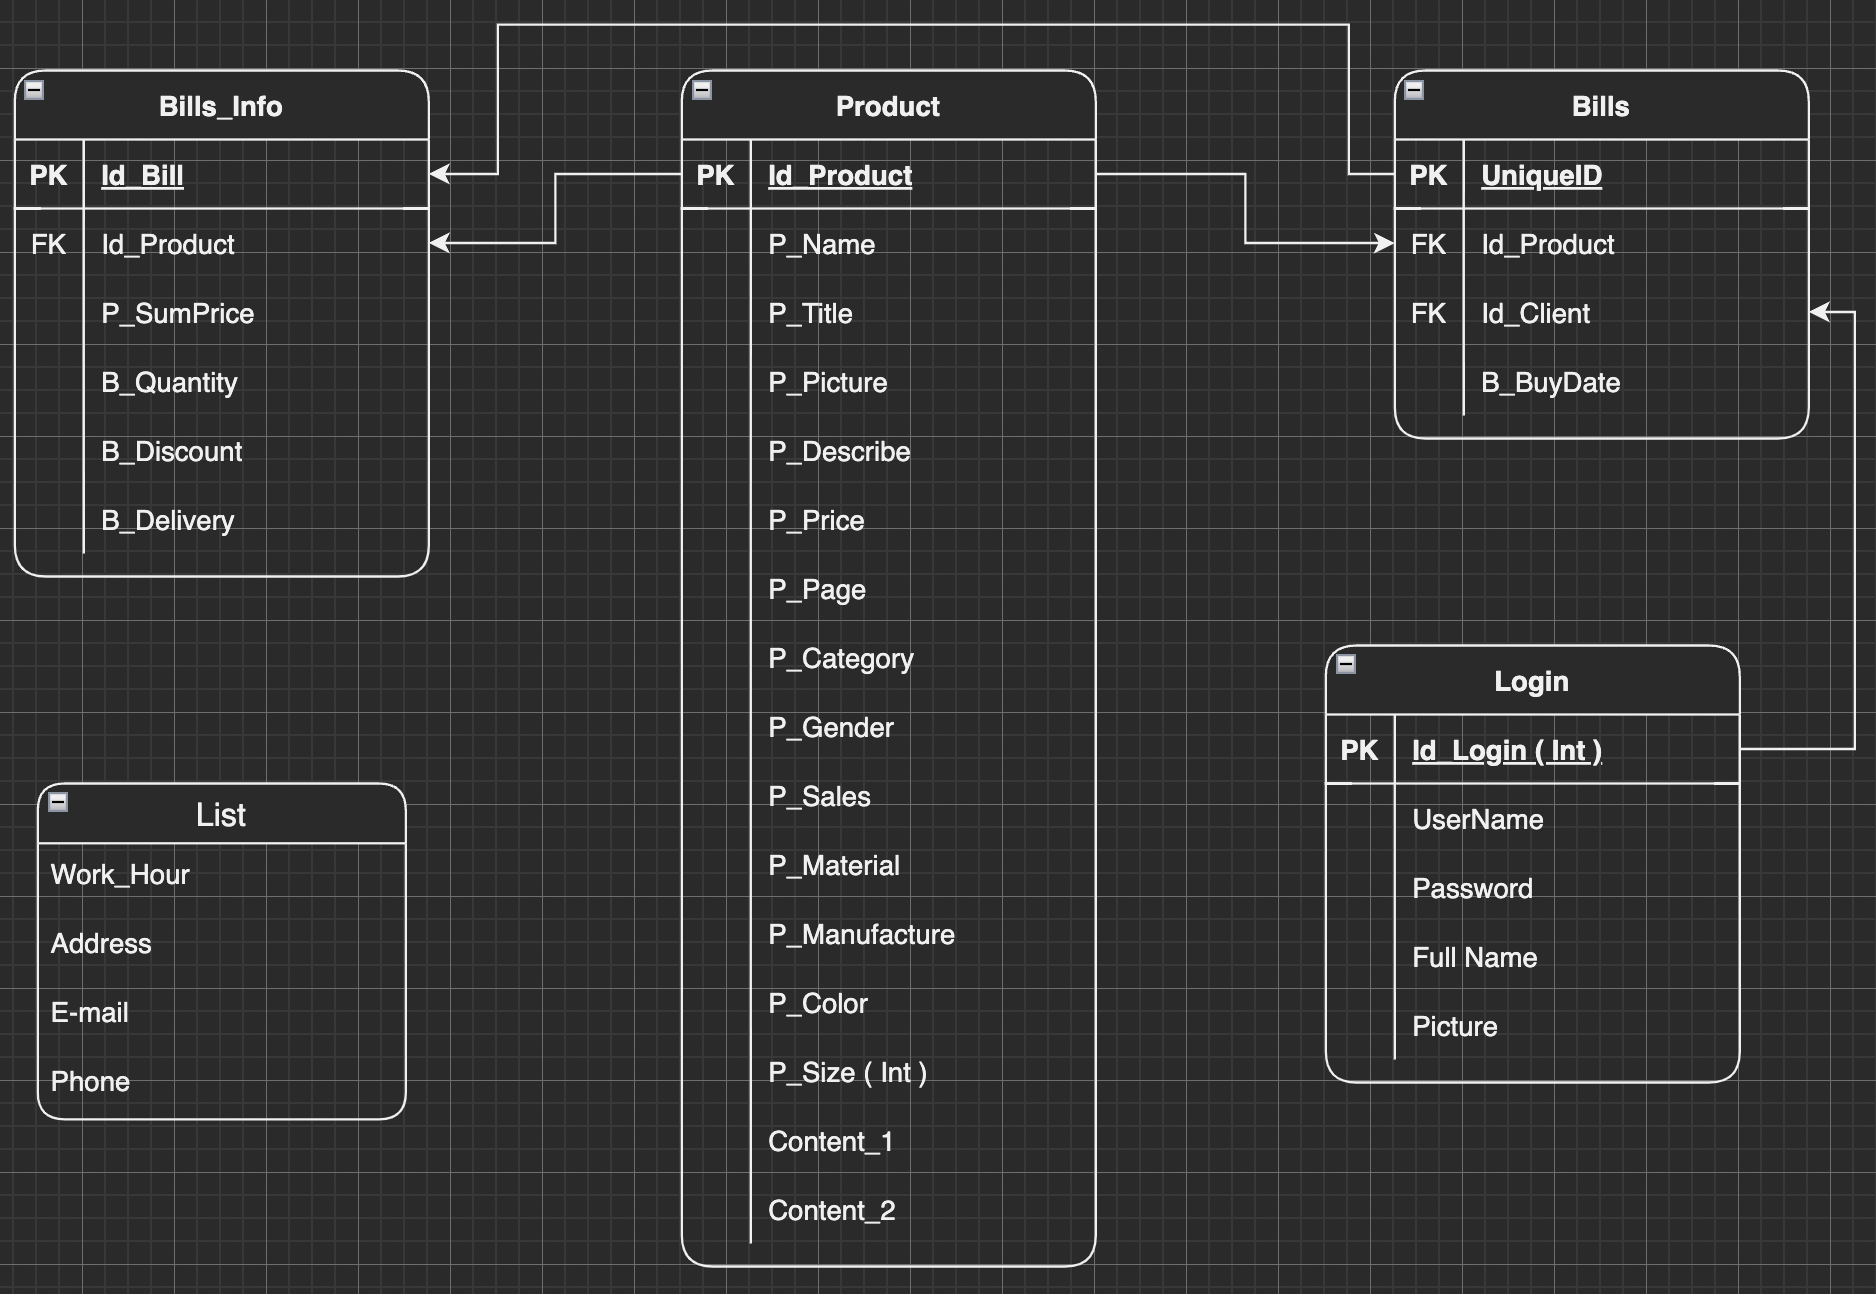 Bills_Info
PK Id_Bill
FK Id_Product
P_SumPrice
B_Quantity
B_Discount
B_Delivery
Product
PK Id_Product
P_Name
P_Title
P_Picture
P_Describe
P_Price
P_Page
P_Category
P_Gender
P_Sales
P_Material
P_Manufacture
P_Color
P_Size ( Int )
Content_1
Content_2
Bills
PK UniqueID
FK Id_Product
FK Id_Client
B_BuyDate
Login
PK Id_Login ( Int )
UserName
Password
Full Name
Picture
List
Work_Hour
Address
E-mail
Phone